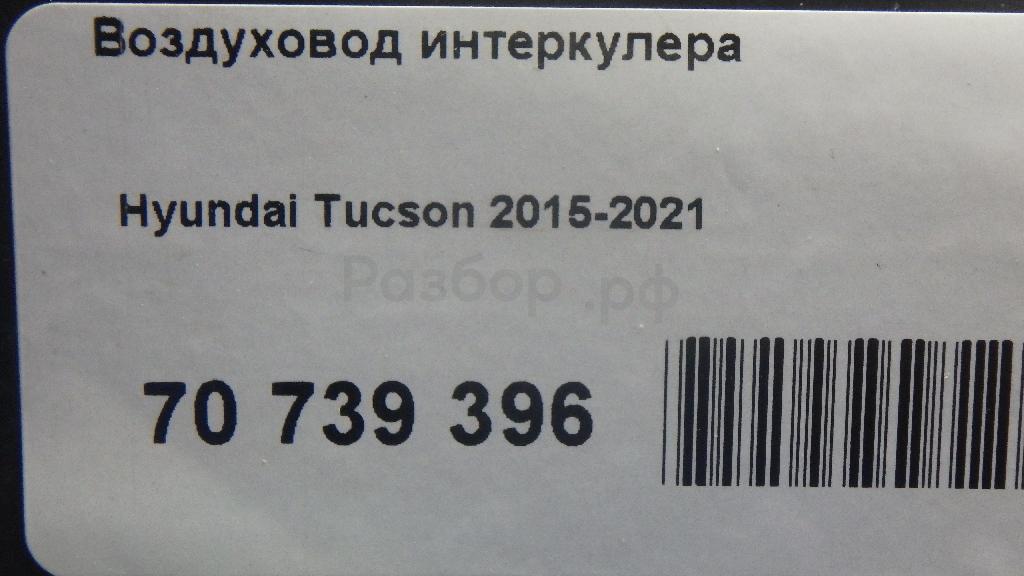 Воздуховод интеркулера
Hyundai Tucson 2015-2021
Разбор.рф
70 739 396